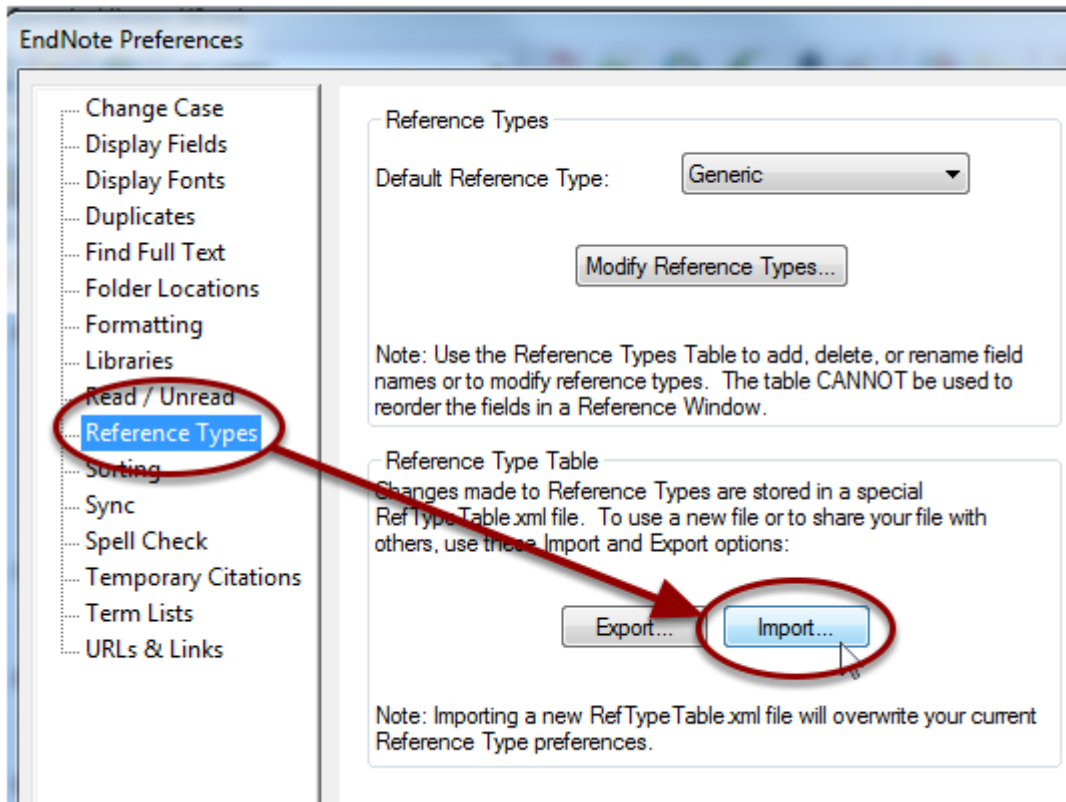 EndNote Preferences
Change Case
Display Fields
Display Fonts
Duplicates
Find Full Text
Folder Locations
Formatting
Libraries
Read / Unread
Reference Types
Sorting
Sync
Spell Check
Temporary Citations
Term Lists
URLs & Links
Reference Types
Default Reference Type:
Generic
Modify Reference Types...
Note: Use the Reference Types Table to add, delete, or rename field
names or to modify reference types. The table CANNOT be used to
reorder the fields in a Reference Window.
Reference Type Table
Changes made to Reference Types are stored in a special
RefTypeTable.xml file. To use a new file or to share your file with
others, use these Import and Export options:
Export...
Import...
Note: Importing a new RefTypeTable.xml file will overwrite your current
Reference Type preferences.